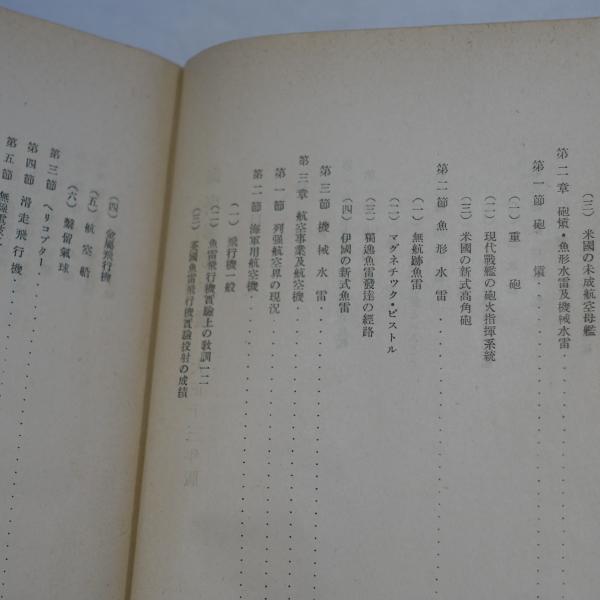 (三) 米國の未成航空母艦
第二章 砲熕・魚形水雷及機械水雷
第一節 砲熕
(一) 重砲
(二) 現代戰艦の砲火指揮系統
(三) 米國の新式高角砲
第二節 魚形水雷
(一) 無航跡魚雷
(二) マグネチツク・ピストル
(三) 獨逸魚雷發達の經路
(四) 伊國の新式魚雷
第三節 機械水雷
第三章 航空事業及航空機
第一節 列强航空界の現況
第二節 海軍用航空機
(一) 飛行機一般
(二) 魚雷飛行機實驗上の敎訓一二
(三) 英國魚雷飛行機實驗投射の成績
(四) 金屬飛行機
(五) 航空船
(六) 繫留氣球
第三節 ヘリコプター
第四節 滑走飛行機
第五節 無線電